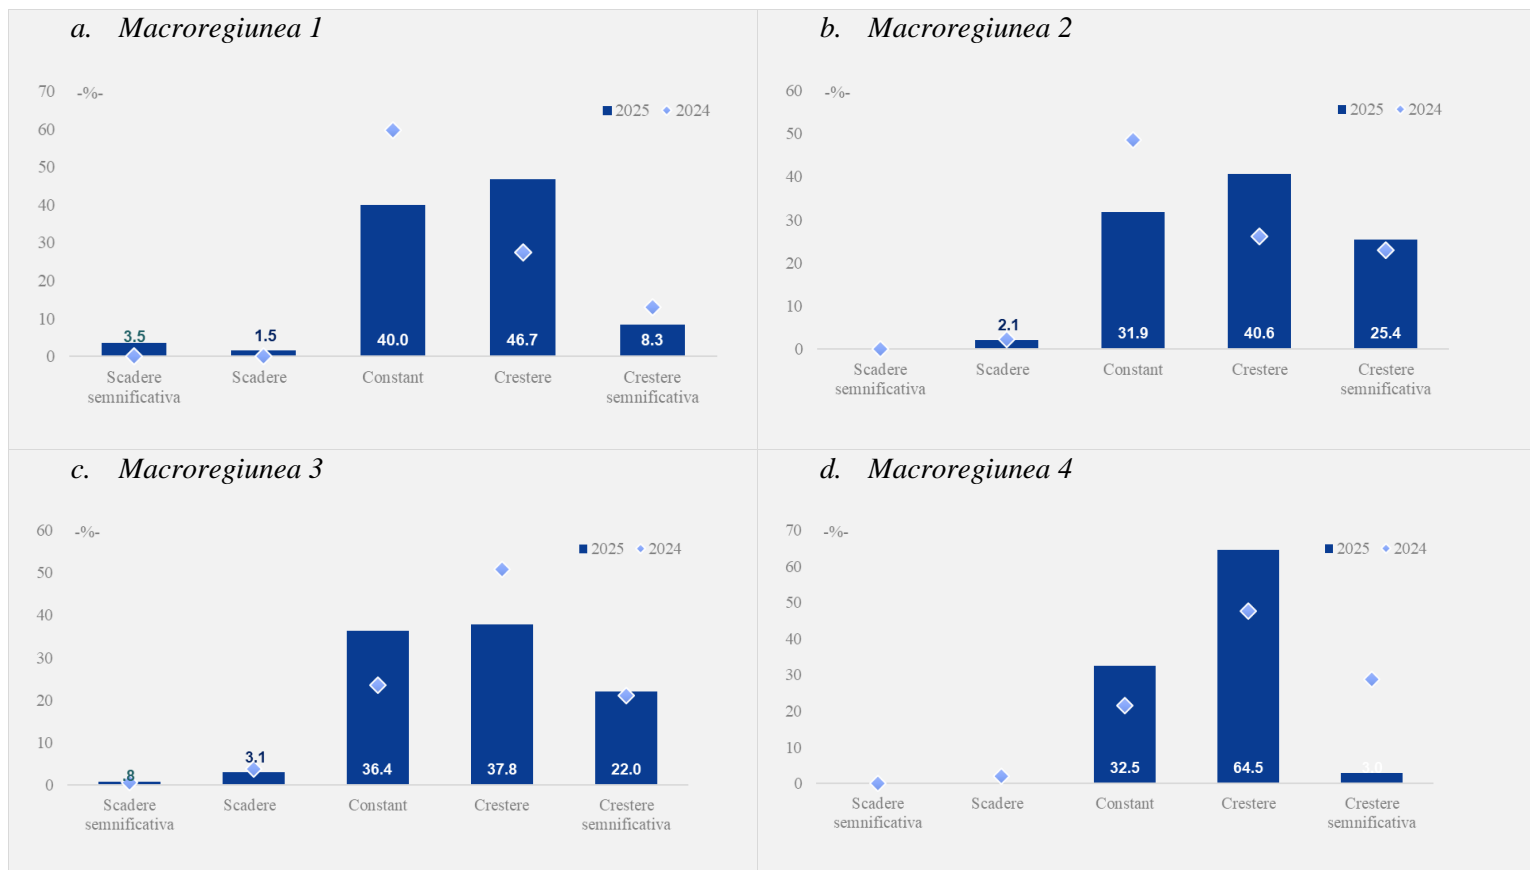 a. Macroregiunea 1
-%-
2025 2024
70
60
50
40
30
20
10
0
3.5 1.5 40.0 46.7 8.3
Scadere semnificativa
Scadere
Constant
Crestere
Crestere semnificativa
b. Macroregiunea 2
-%-
2025 2024
60
50
40
30
20
10
0
2.1 31.9 40.6 25.4
Scadere semnificativa
Scadere
Constant
Crestere
Crestere semnificativa
c. Macroregiunea 3
-%-
2025 2024
60
50
40
30
20
10
0
.8 3.1 36.4 37.8 22.0
Scadere semnificativa
Scadere
Constant
Crestere
Crestere semnificativa
d. Macroregiunea 4
-%-
2025 2024
70
60
50
40
30
20
10
0
32.5 64.5 3.0
Scadere semnificativa
Scadere
Constant
Crestere
Crestere semnificativa